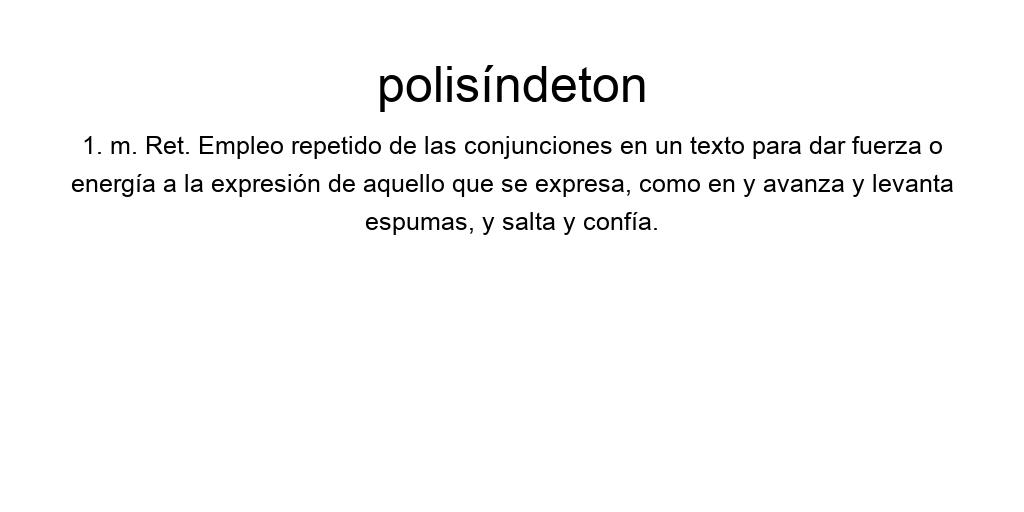 polisíndeton
1. m. Ret. Empleo repetido de las conjunciones en un texto para dar fuerza o
energía a la expresión de aquello que se expresa, como en y avanza y levanta
espumas, y salta y confía.